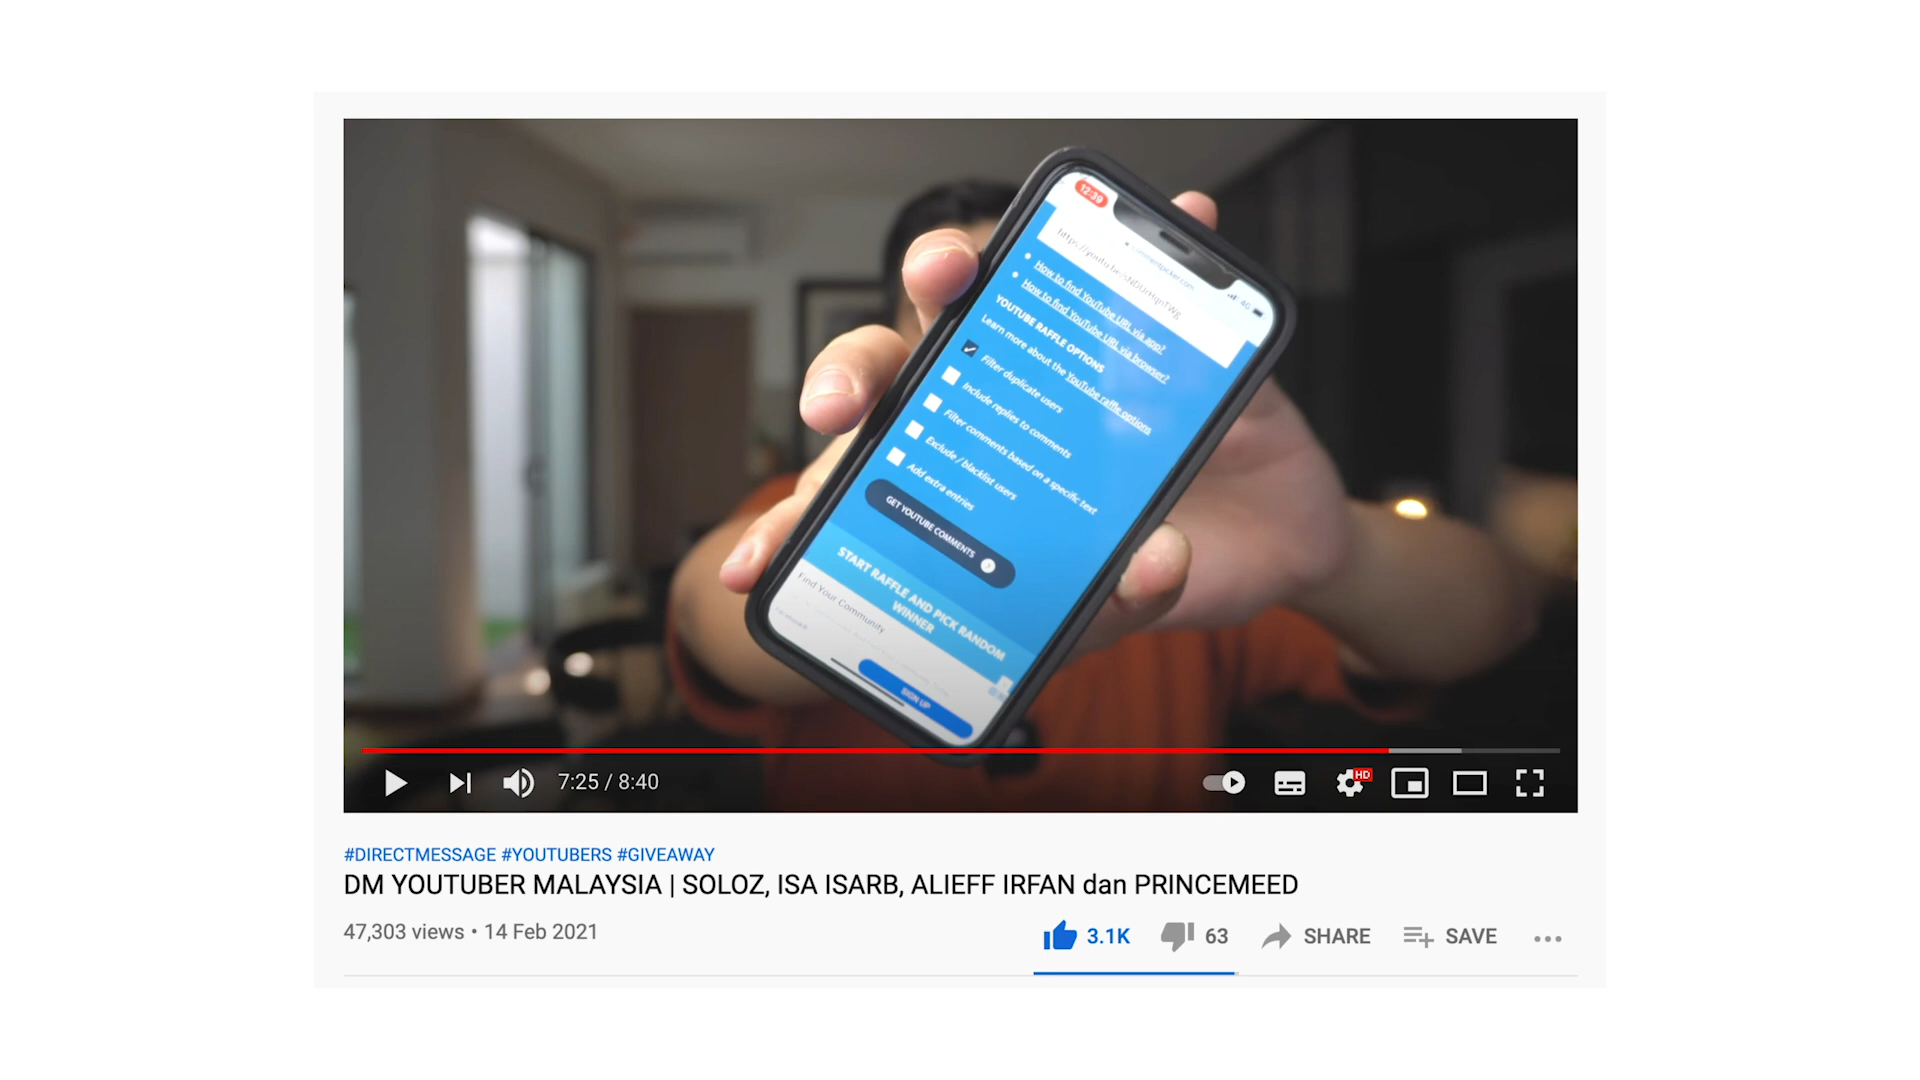 12:39
commentpicker.com
4G
How to find YouTube URL via app?
How to find YouTube URL via browser?
YOUTUBE RAFFLE OPTIONS
Learn more about the YouTube raffle options
Filter duplicate users
Include replies to comments
Filter comments based on a specific text
Exclude / blacklist users
Add extra entries
GET YOUTUBE COMMENTS
START RAFFLE AND PICK RANDOM
WINNER
Find Your Community
Facebook
SIGN UP
7:25 / 8:40
HD
#DIRECTMESSAGE #YOUTUBERS #GIVEAWAY
DM YOUTUBER MALAYSIA | SOLOZ, ISA ISARB, ALIEFF IRFAN dan PRINCEMEED
47,303 views • 14 Feb 2021
3.1K
63
SHARE
SAVE